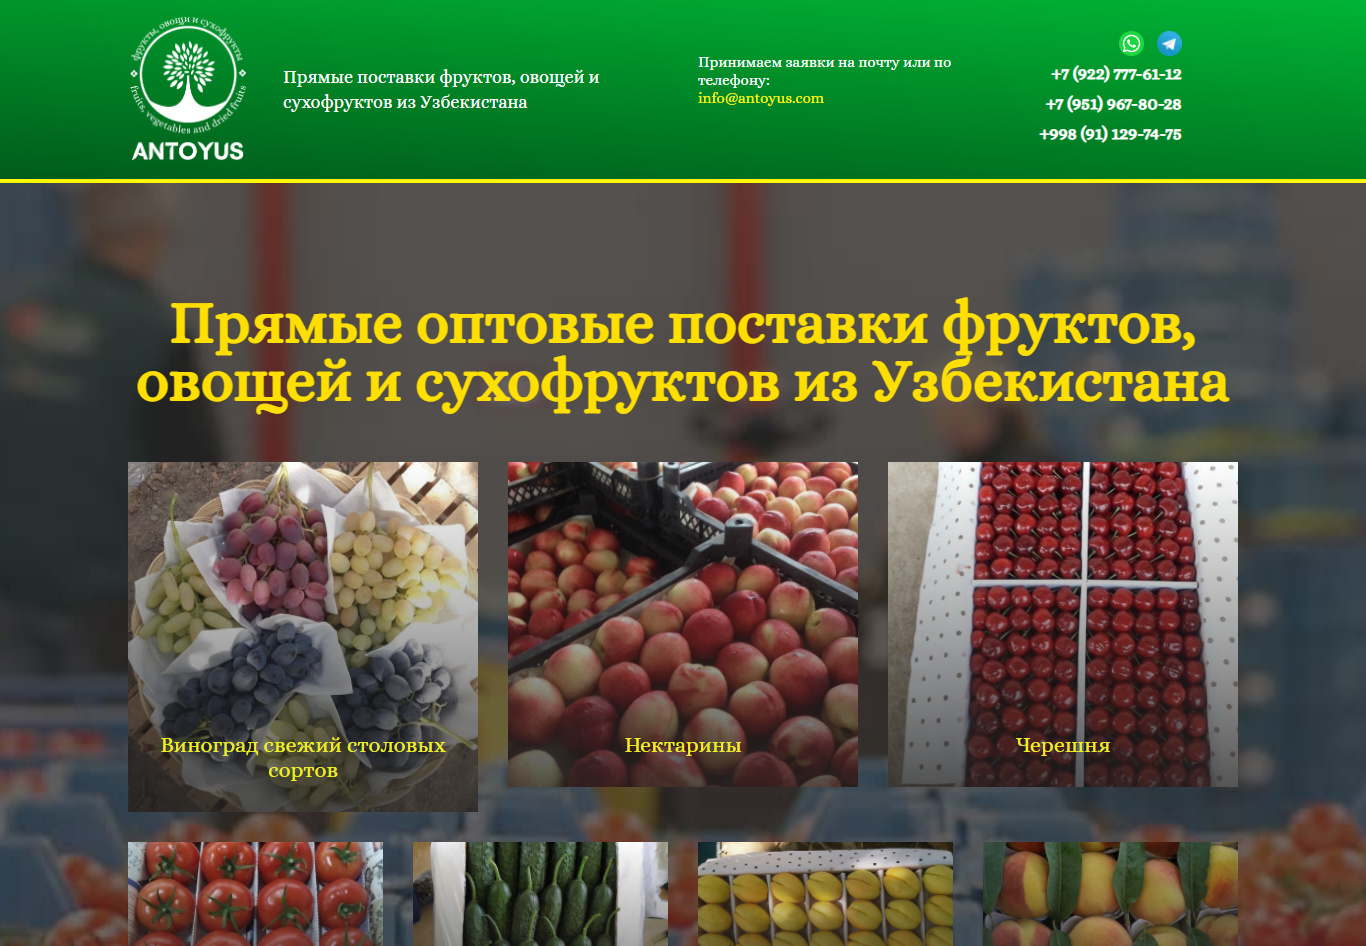 фрукты, овощи и сухофрукты
fruits, vegetables and dried fruits
ANTOYUS
Прямые поставки фруктов, овощей и
сухофруктов из Узбекистана
Принимаем заявки на почту или по
телефону:
info@antoyus.com
+7 (922) 777-61-12
+7 (951) 967-80-28
+998 (91) 129-74-75
Прямые оптовые поставки фруктов,
овощей и сухофруктов из Узбекистана
Виноград свежий столовых
сортов
Нектарины
Черешня